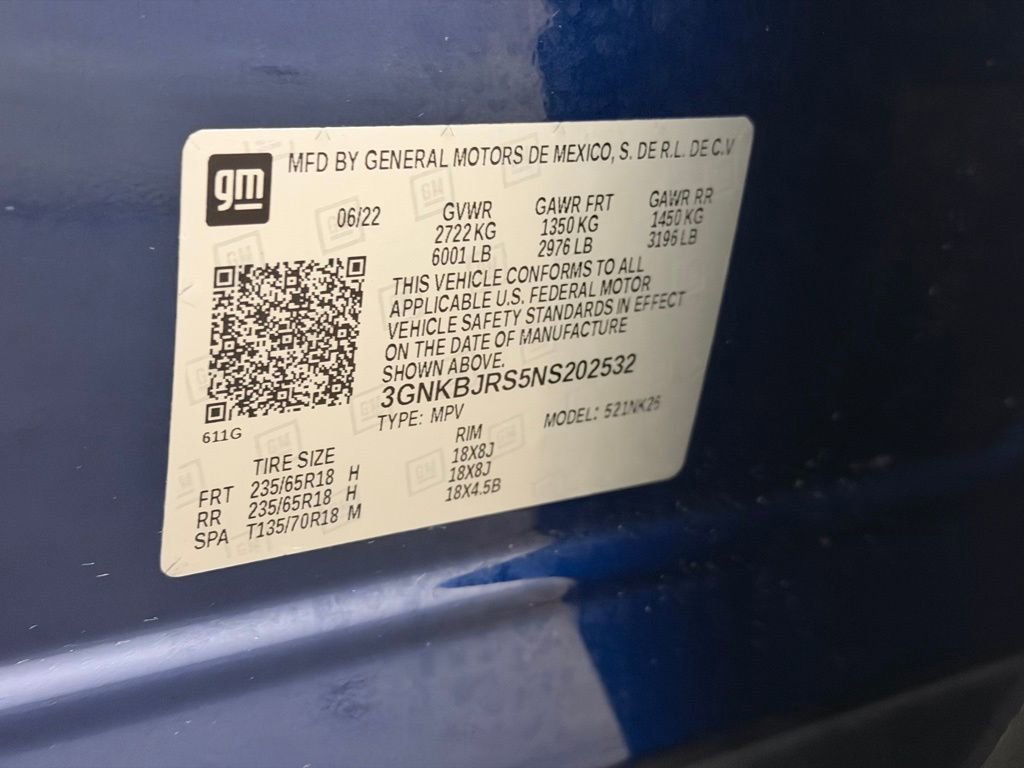 gm
MFD BY GENERAL MOTORS DE MEXICO, S. DE R.L. DE C.V
06/22
GVWR GAWR FRT GAWR RR
2722 KG 1350 KG 1450 KG
6001 LB 2976 LB 3196 LB
THIS VEHICLE CONFORMS TO ALL
APPLICABLE U.S. FEDERAL MOTOR
VEHICLE SAFETY STANDARDS IN EFFECT
ON THE DATE OF MANUFACTURE
SHOWN ABOVE.
3GNKBJRS5NS202532
TYPE: MPV MODEL: 521NK26
611G
TIRE SIZE RIM
FRT 235/65R18 H 18X8J
RR 235/65R18 H 18X8J
SPA T135/70R18 M 18X4.5B